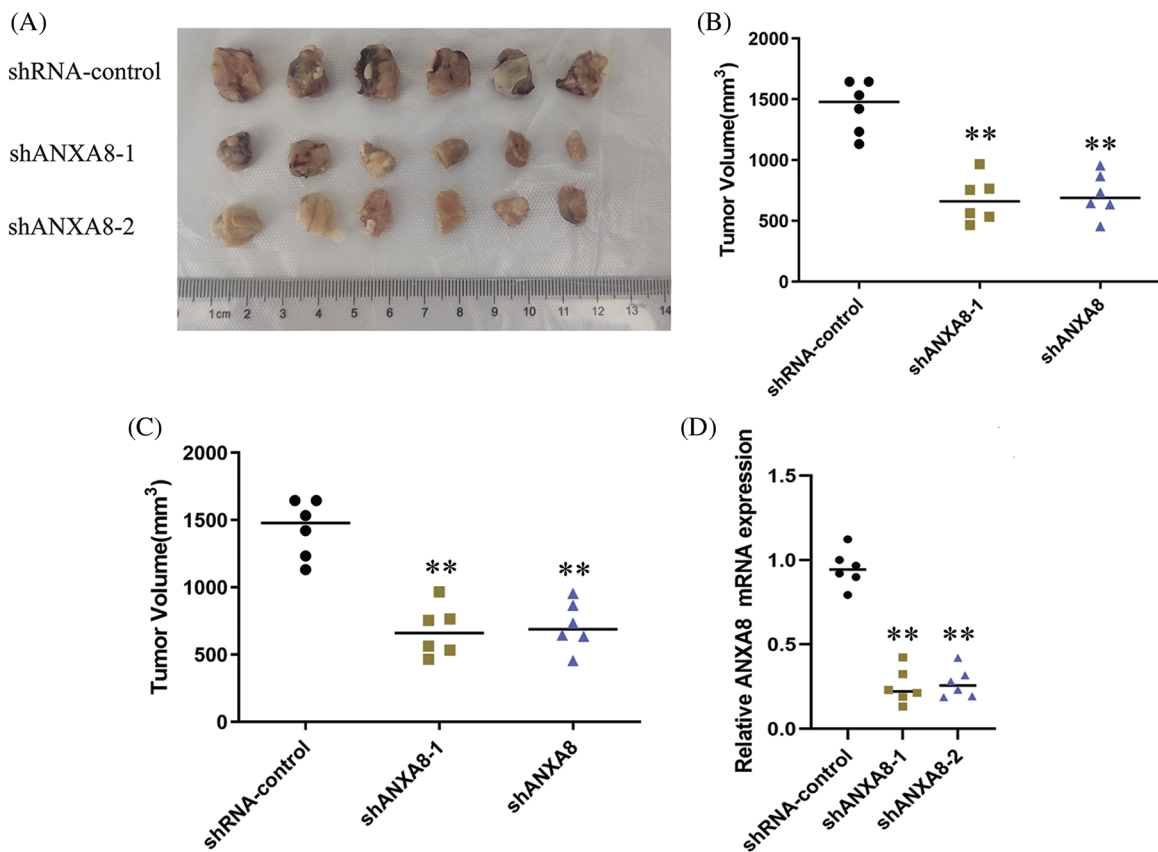 (A)
shRNA-control
shANXA8-1
shANXA8-2
1cm 2 3 4 5 6 7 8 9 10 11 12 13 14
(B)
Tumor Volume(mm³)
2000
1500
1000
500
0
**
**
shRNA-control
shANXA8-1
shANXA8
(C)
Tumor Volume(mm³)
2000
1500
1000
500
0
**
**
shRNA-control
shANXA8-1
shANXA8
(D)
Relative ANXA8 mRNA expression
1.5
1.0
0.5
0.0
**
**
shRNA-control
shANXA8-1
shANXA8-2